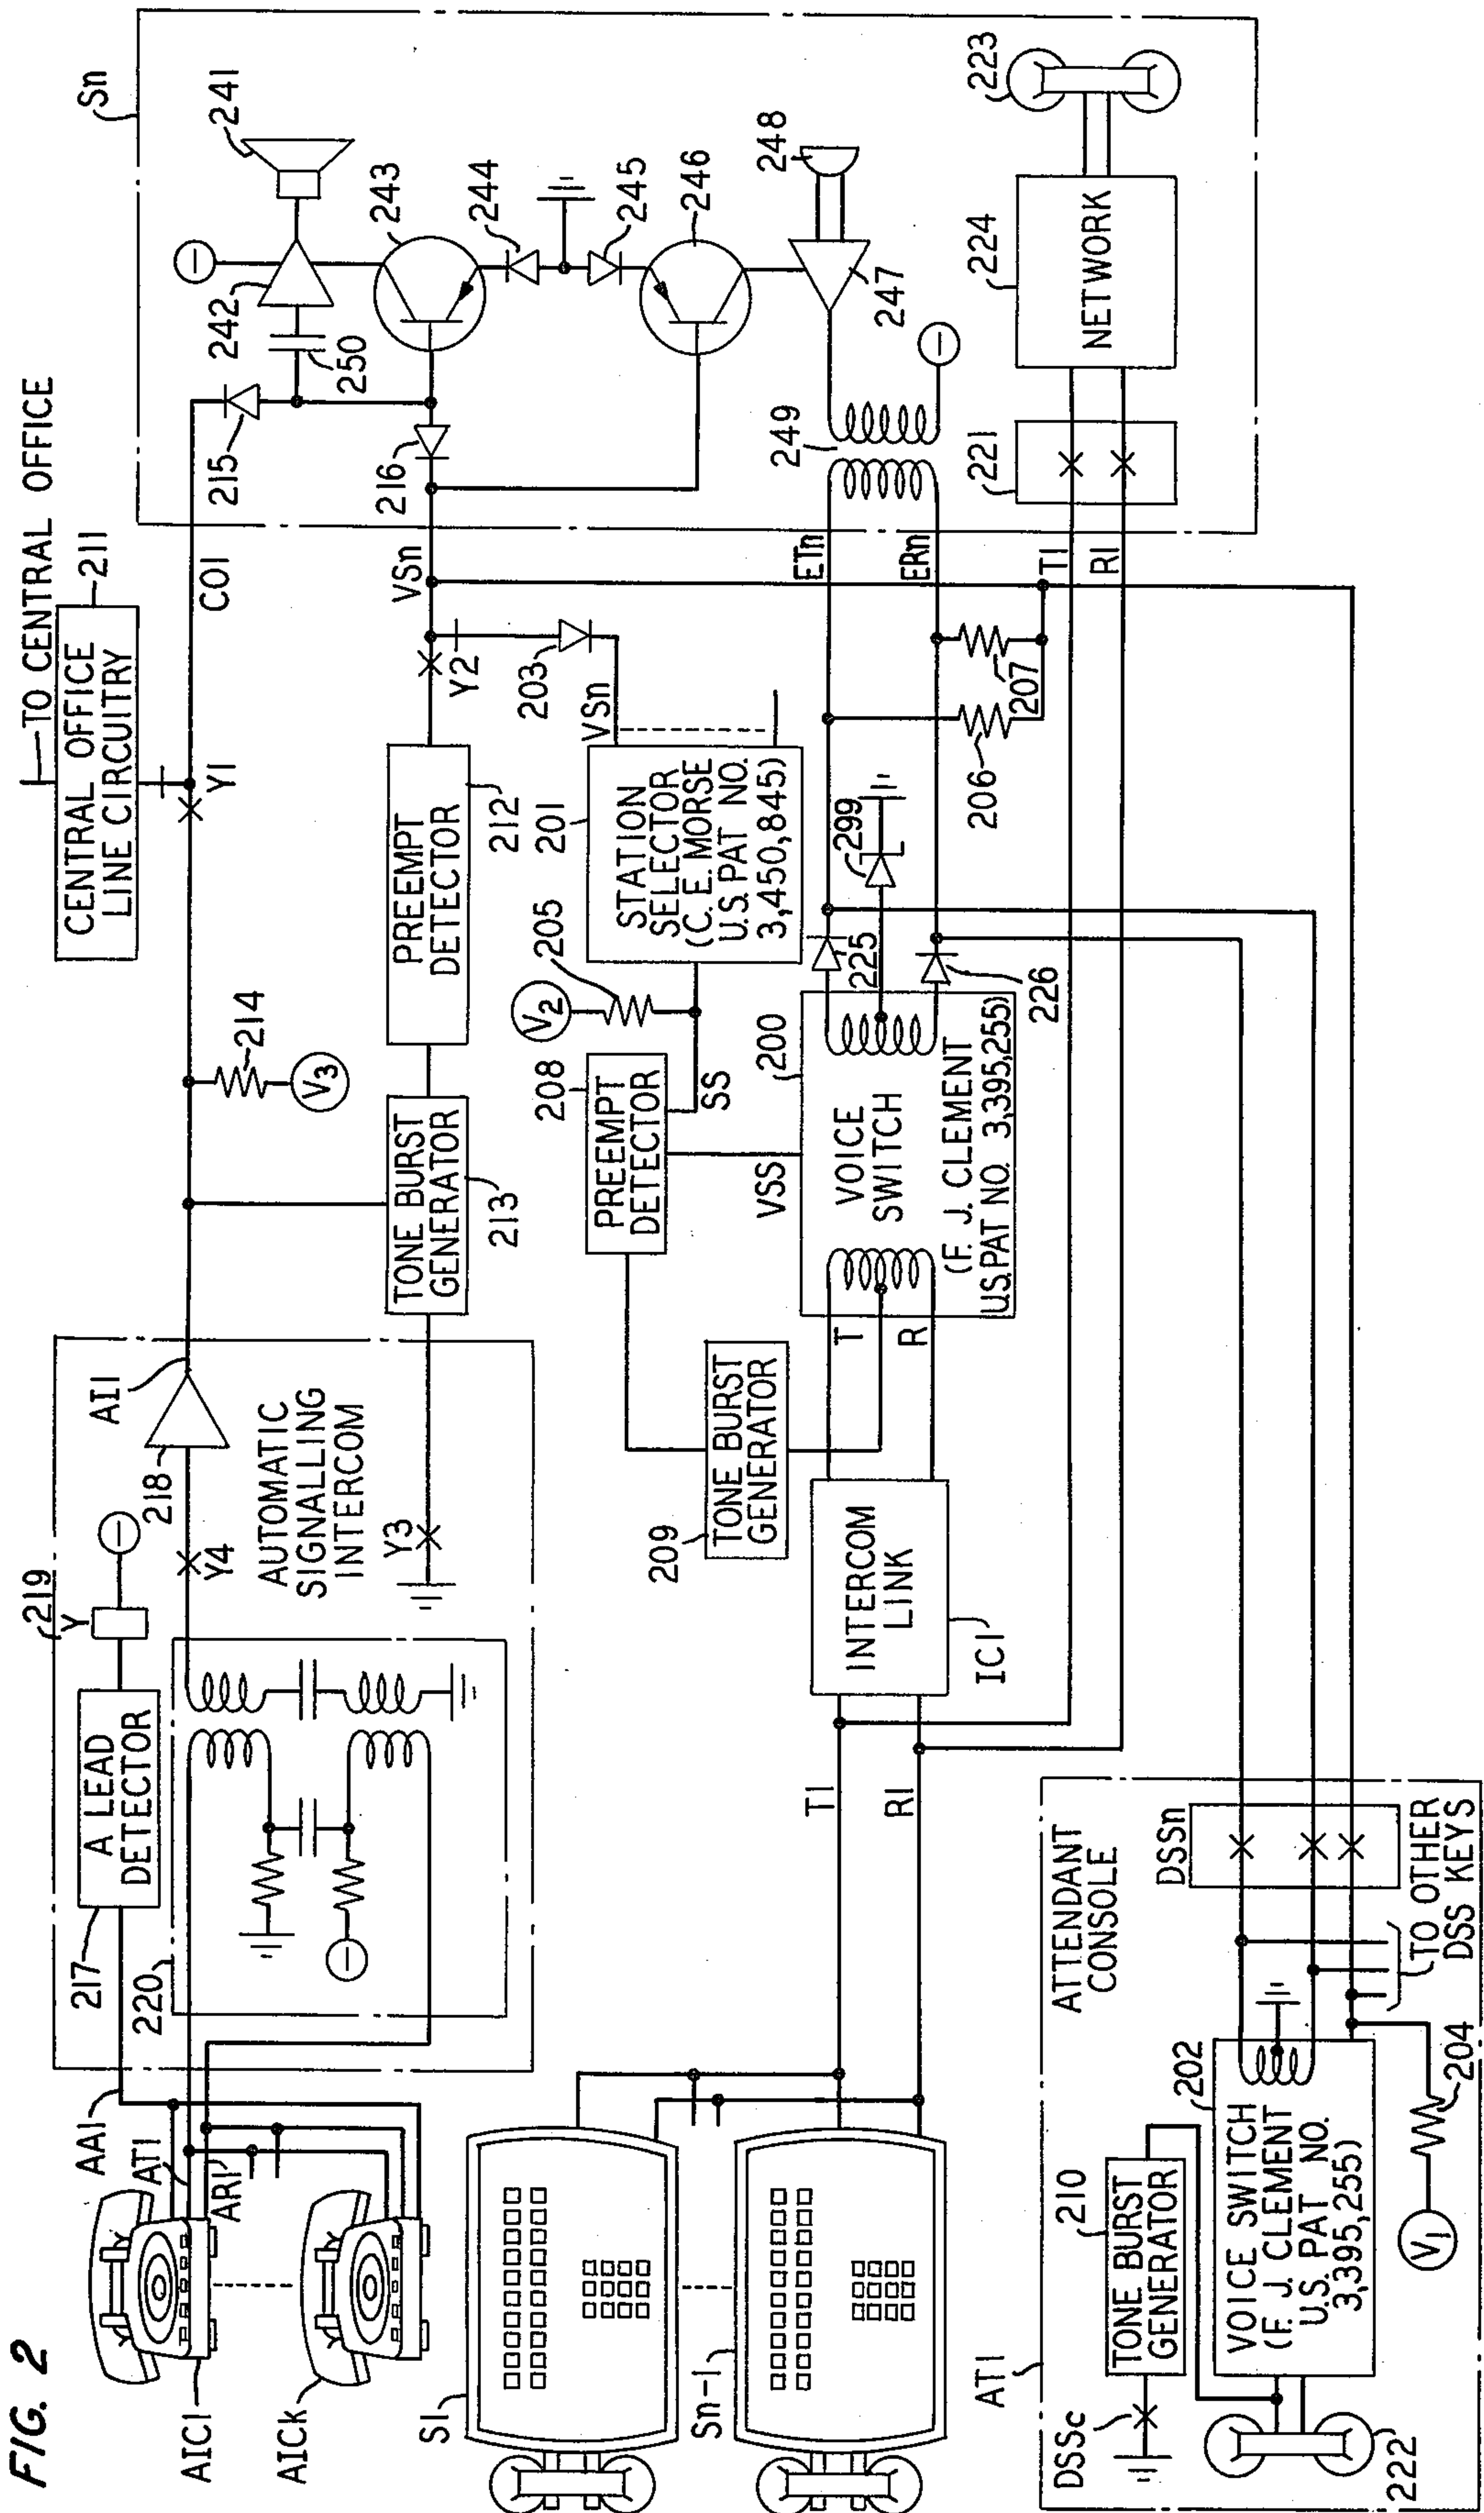 FIG. 2
TO CENTRAL OFFICE
CENTRAL OFFICE
LINE CIRCUITRY
211
Y1
CO1
Sn
241
242
250
243
244
245
246
247
248
249
215
216
223
224
NETWORK
221
VSn
ETn
ERn
T1
R1
Y2
203
VSn
207
206
PREEMPT
DETECTOR
212
201
STATION
SELECTOR
(C. E. MORSE
U.S. PAT NO.
3,450,845)
214
V3
V2
205
SS
208
PREEMPT
DETECTOR
VSS
TONE BURST
GENERATOR
213
299
225
226
200
VOICE
SWITCH
(F. J. CLEMENT
U.S. PAT NO. 3,395,255)
T
R
209
TONE BURST
GENERATOR
INTERCOM
LINK
IC1
AI1
218
219
Y
Y4
AUTOMATIC
SIGNALLING
INTERCOM
Y3
A LEAD
DETECTOR
217
220
AA1
AT1
AR1
AIC1
AICk
S1
Sn-1
T1
R1
ATTENDANT
CONSOLE
DSSn
TO OTHER
DSS KEYS
AT1
202
204
V1
210
TONE BURST
GENERATOR
DSSc
VOICE SWITCH
(F. J. CLEMENT
U.S. PAT NO.
3,395,255)
222